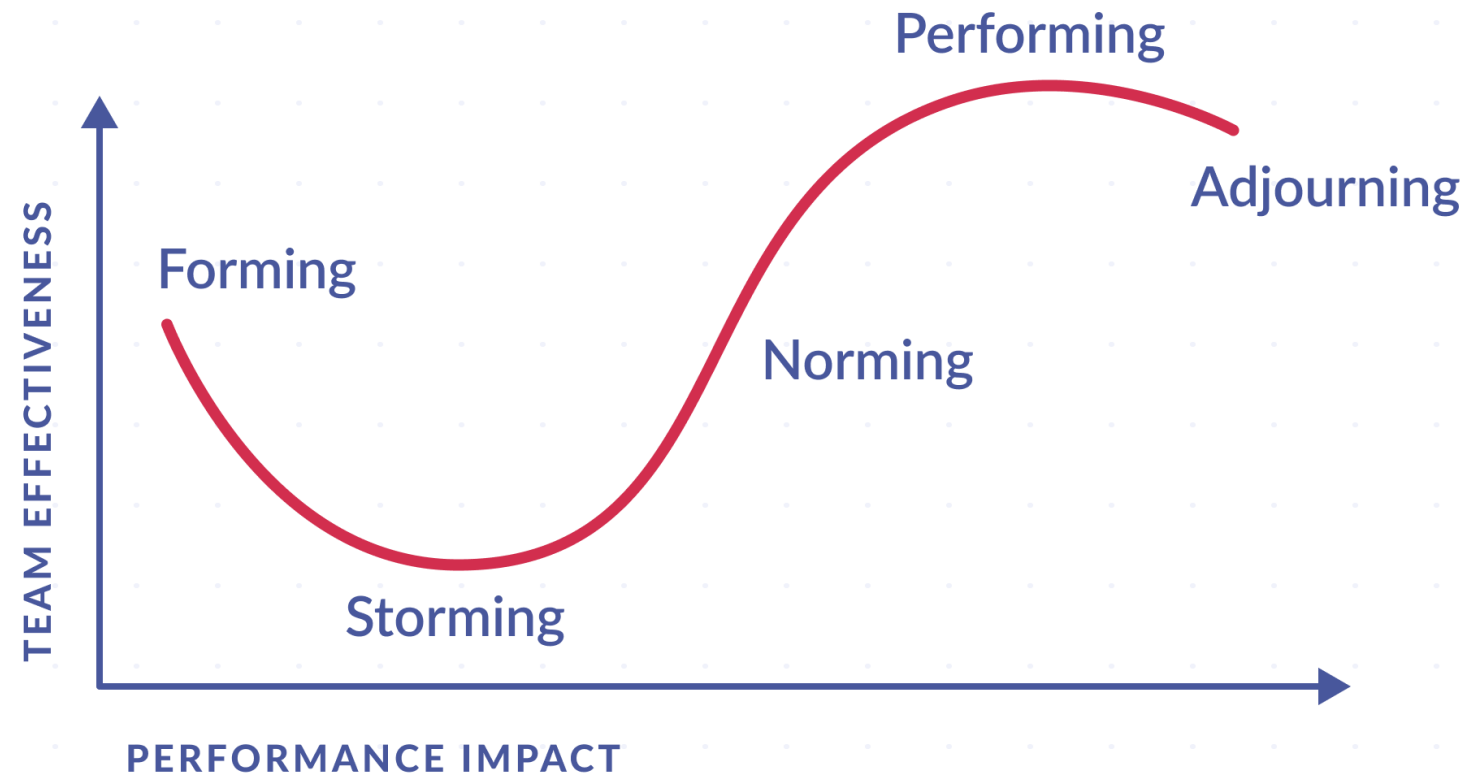 Performing
Adjourning
Forming
Norming
Storming
TEAM EFFECTIVENESS
PERFORMANCE IMPACT